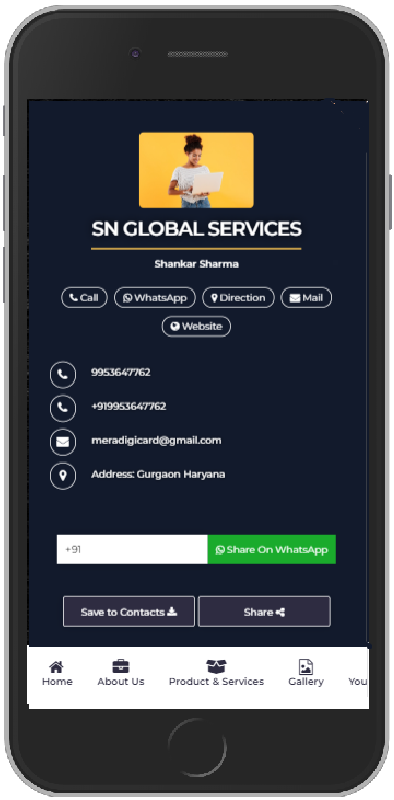 SN GLOBAL SERVICES
Shankar Sharma
Call WhatsApp Direction Mail
Website
9953647762
+919953647762
meradigicard@gmail.com
Address: Gurgaon Haryana
+91 Share On WhatsApp
Save to Contacts Share
Home About Us Product & Services Gallery You